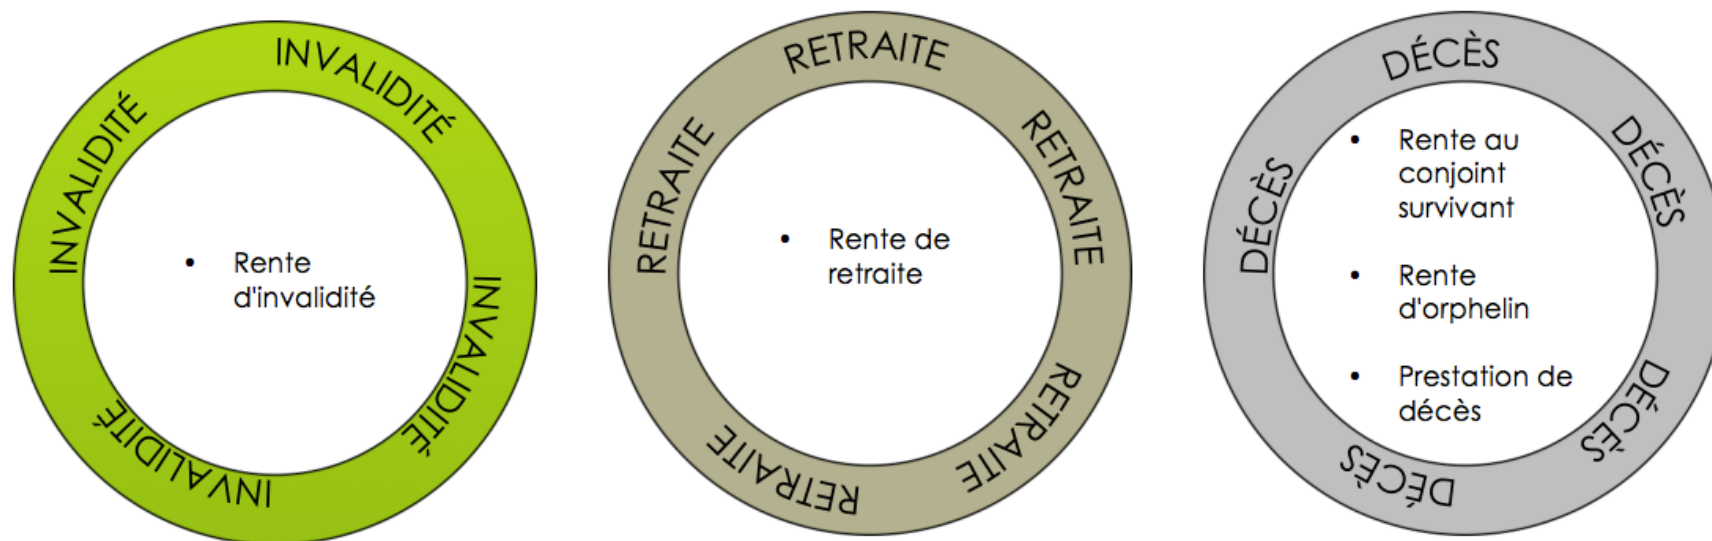 INVALIDITÉ
INVALIDITÉ
INVALIDITÉ
INVALIDITÉ
• Rente
d'invalidité
RETRAITE
RETRAITE
RETRAITE
RETRAITE
RETRAITE
• Rente de
retraite
DÉCÈS
DÉCÈS
DÉCÈS
DÉCÈS
DÉCÈS
• Rente au
conjoint
survivant
• Rente
d'orphelin
• Prestation de
décès